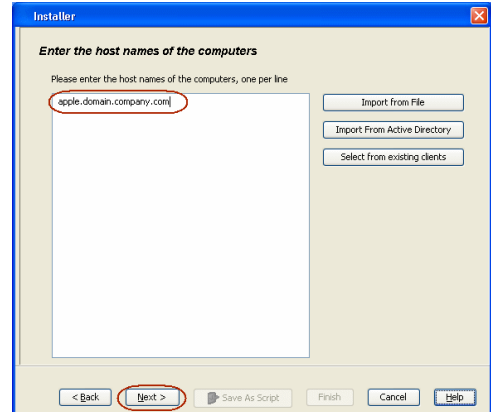 Installer
Enter the host names of the computers
Please enter the host names of the computers, one per line
apple.domain.company.com
Import from File
Import From Active Directory
Select from existing clients
< Back
Next >
Save As Script
Finish
Cancel
Help